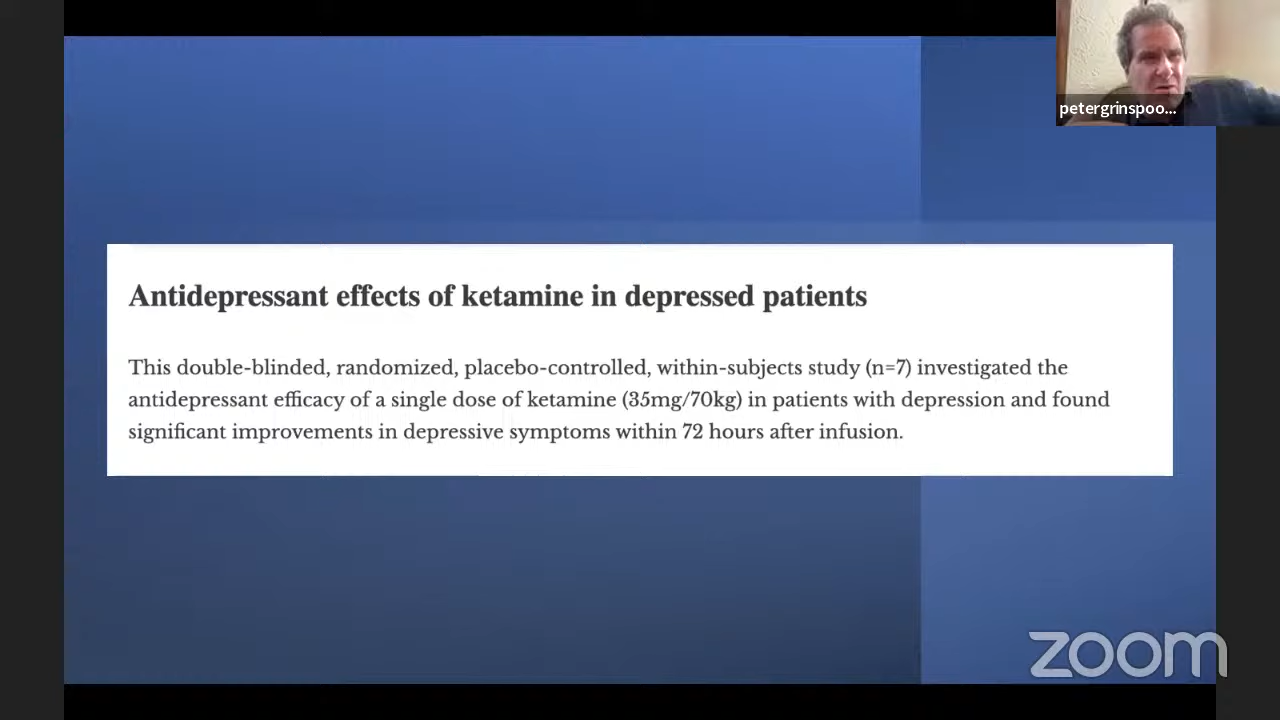 petergrinspoo...
Antidepressant effects of ketamine in depressed patients
This double-blinded, randomized, placebo-controlled, within-subjects study (n=7) investigated the
antidepressant efficacy of a single dose of ketamine (35mg/70kg) in patients with depression and found
significant improvements in depressive symptoms within 72 hours after infusion.
zoom